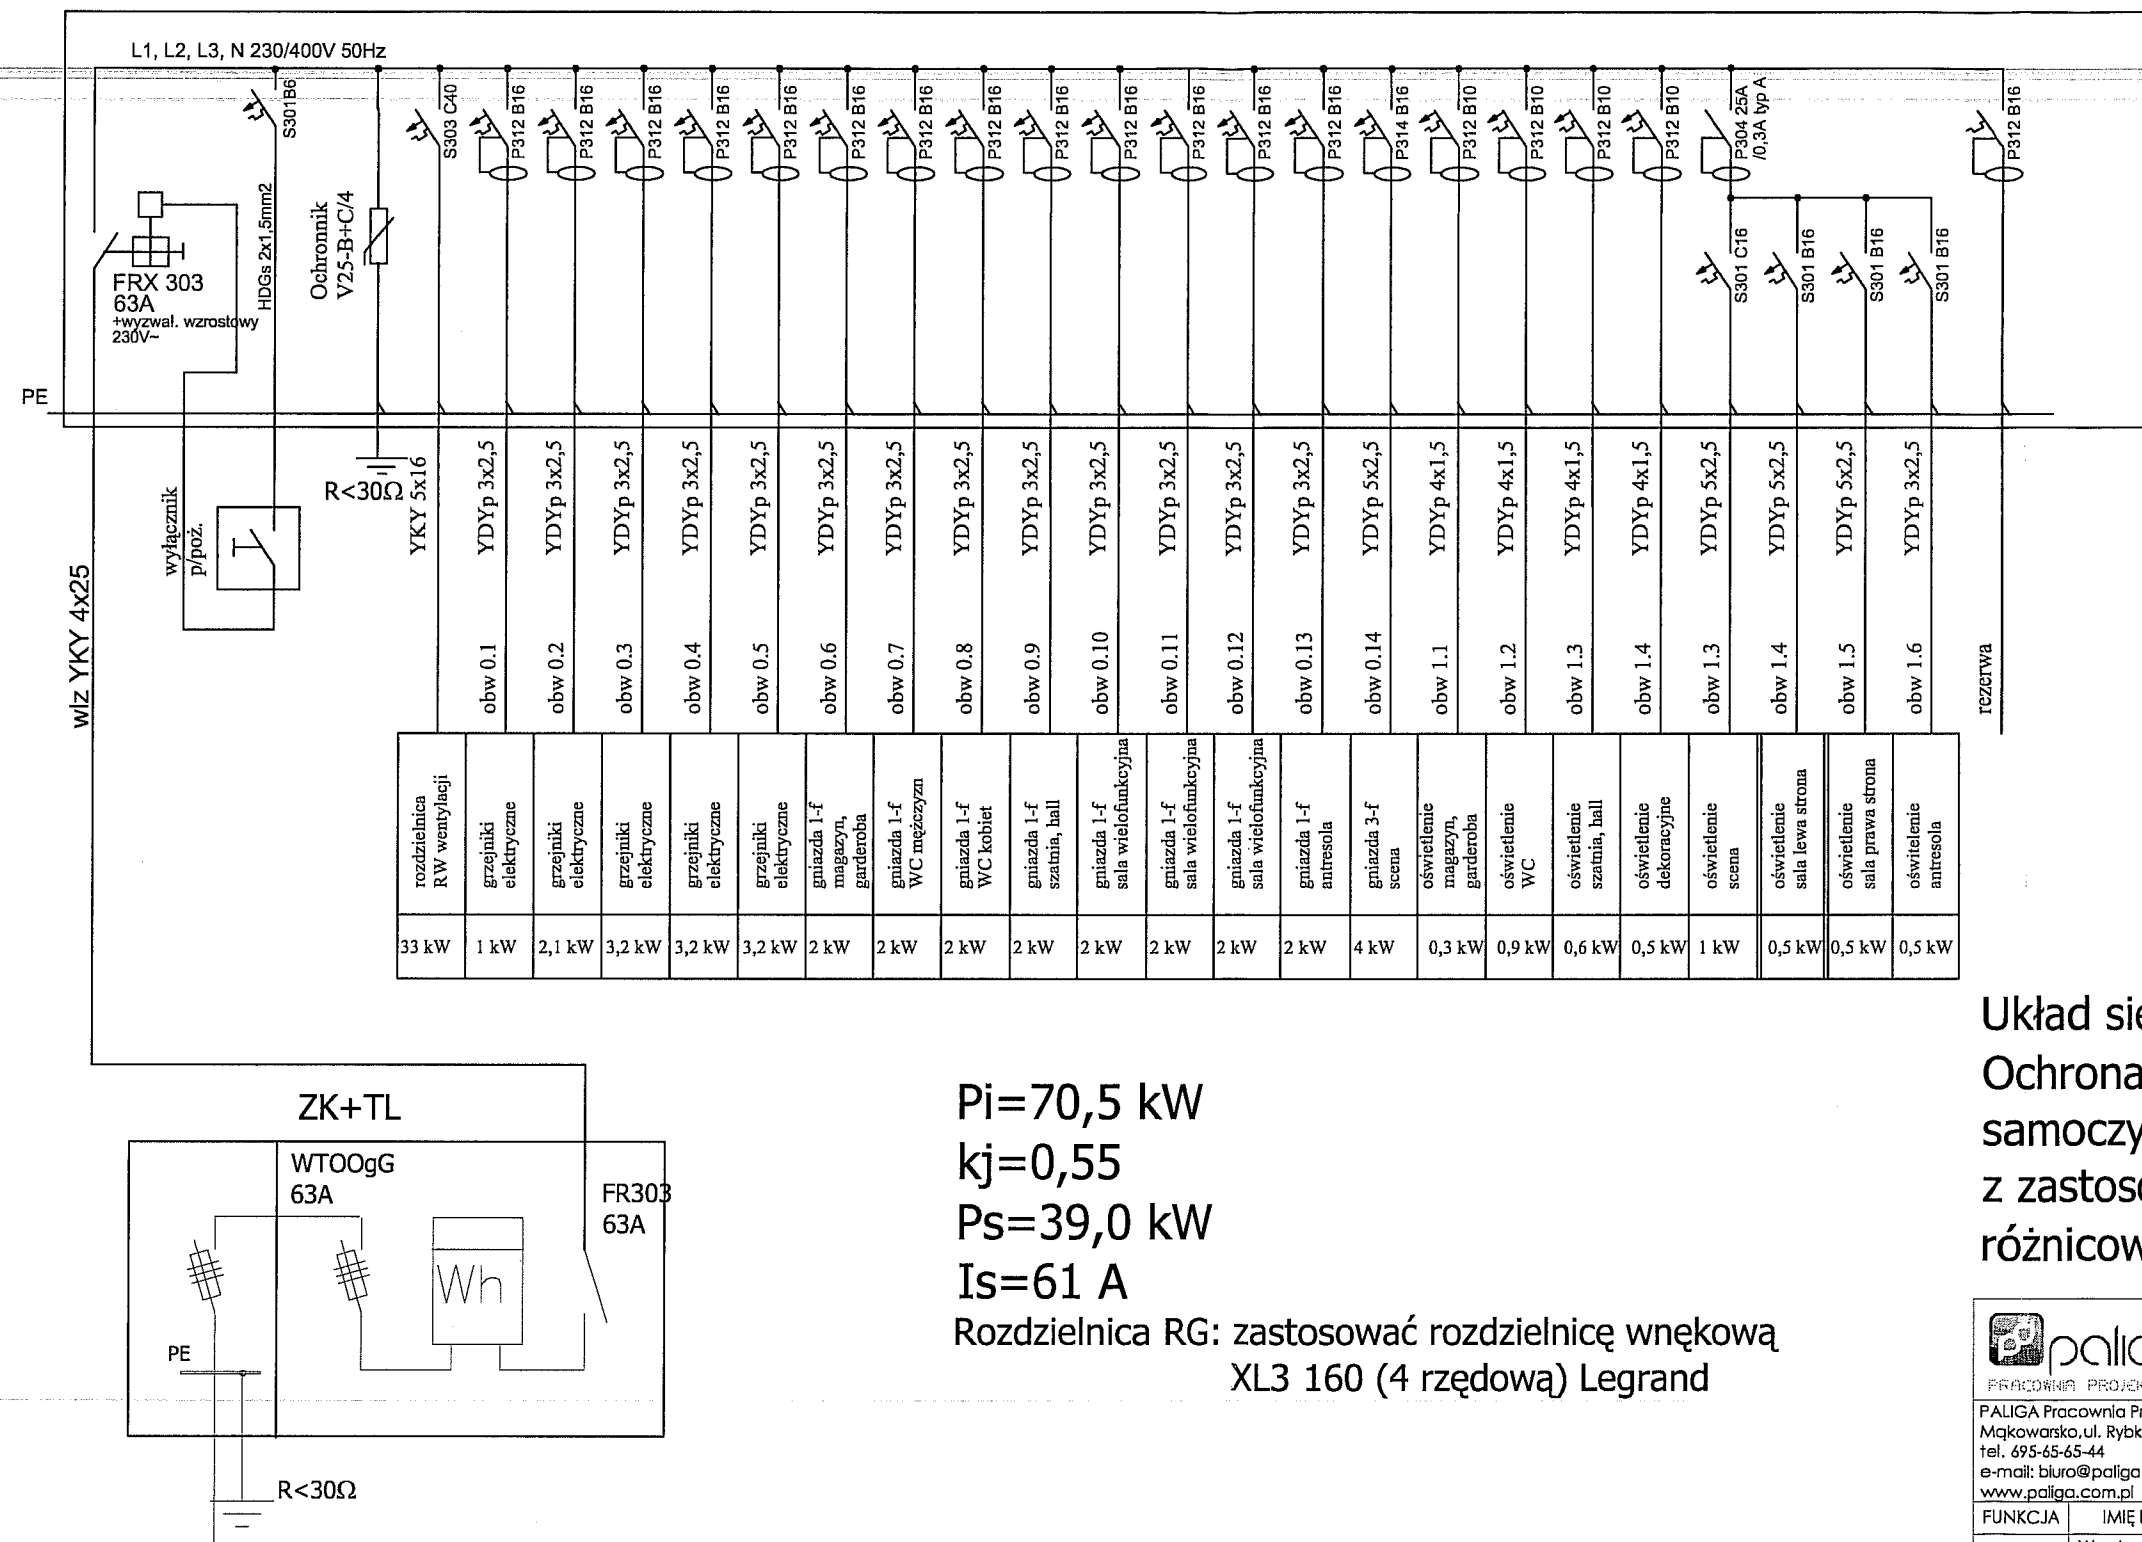 L1, L2, L3, N 230/400V 50Hz
S301B6
S303 C40
P312 B16
P312 B16
P312 B16
P312 B16
P312 B16
P312 B16
P312 B16
P312 B16
P312 B16
P312 B16
P312 B16
P312 B16
P312 B16
P314 B16
P312 B10
P312 B10
P312 B10
P312 B10
P304 25A
/0,3A typ A
P312 B16
S301 C16
S301 B16
S301 B16
S301 B16
HDGs 2x1,5mm2
Ochronnik
V25-B+C/4
FRX 303
63A
+wyzwal. wzrostowy
230V~
PE
R<30Ω
wyłącznik
p/poż.
wlz YKY 4x25
YKY 5x16
YDYp 3x2,5
YDYp 3x2,5
YDYp 3x2,5
YDYp 3x2,5
YDYp 3x2,5
YDYp 3x2,5
YDYp 3x2,5
YDYp 3x2,5
YDYp 3x2,5
YDYp 3x2,5
YDYp 3x2,5
YDYp 3x2,5
YDYp 3x2,5
YDYp 5x2,5
YDYp 4x1,5
YDYp 4x1,5
YDYp 4x1,5
YDYp 4x1,5
YDYp 5x2,5
YDYp 5x2,5
YDYp 5x2,5
YDYp 3x2,5
obw 0.1
obw 0.2
obw 0.3
obw 0.4
obw 0.5
obw 0.6
obw 0.7
obw 0.8
obw 0.9
obw 0.10
obw 0.11
obw 0.12
obw 0.13
obw 0.14
obw 1.1
obw 1.2
obw 1.3
obw 1.4
obw 1.3
obw 1.4
obw 1.5
obw 1.6
rezerwa
rozdzielnica
RW wentylacji
grzejniki
elektryczne
grzejniki
elektryczne
grzejniki
elektryczne
grzejniki
elektryczne
grzejniki
elektryczne
gniazda 1-f
magazyn,
garderoba
gniazda 1-f
WC mężczyzn
gniazda 1-f
WC kobiet
gniazda 1-f
szatnia, hall
gniazda 1-f
sala wielofunkcyjna
gniazda 1-f
sala wielofunkcyjna
gniazda 1-f
sala wielofunkcyjna
gniazda 1-f
antresola
gniazda 3-f
scena
oświetlenie
magazyn,
garderoba
oświetlenie
WC
oświetlenie
szatnia, hall
oświetlenie
dekoracyjne
oświetlenie
scena
oświetlenie
sala lewa strona
oświetlenie
sala prawa strona
oświtelenie
antresola
33 kW 1 kW 2,1 kW 3,2 kW 3,2 kW 3,2 kW 2 kW 2 kW 2 kW 2 kW 2 kW 2 kW 2 kW 2 kW 4 kW 0,3 kW 0,9 kW 0,6 kW 0,5 kW 1 kW 0,5 kW 0,5 kW 0,5 kW
ZK+TL
WTOOgG
63A
FR303
63A
Wh
PE
R<30Ω
Pi=70,5 kW
kj=0,55
Ps=39,0 kW
Is=61 A
Rozdzielnica RG: zastosować rozdzielnicę wnękową
XL3 160 (4 rzędową) Legrand
Układ sie
Ochrona
samoczy
z zastoso
różnicow
pd palig
PRACOWNIA PROJEK
PALIGA Pracownia Pr
Mąkowarsko,ul. Rybk
tel. 695-65-65-44
e-mail: biuro@paliga
www.paliga.com.pl
FUNKCJA IMIĘ I